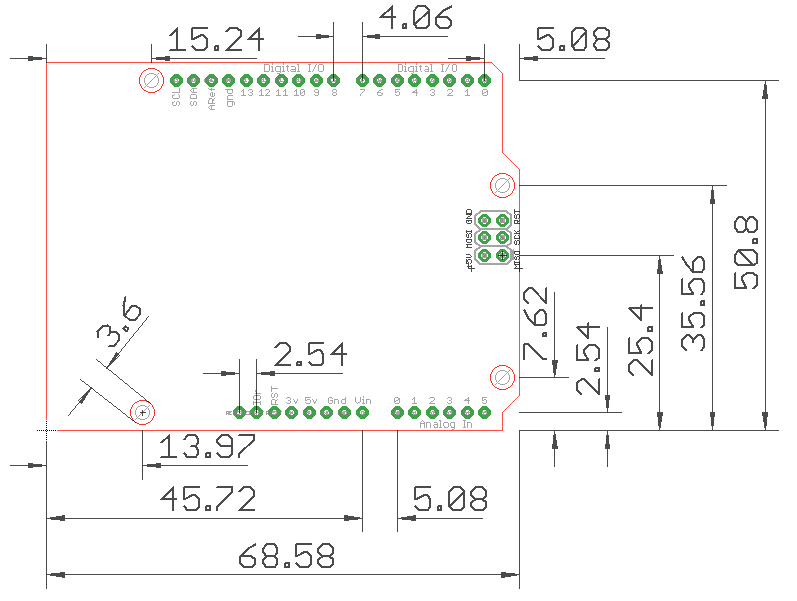 4.06
15.24
5.08
Digital I/O
Digital I/O
SCL
SDA
ARef
gnd
13 12 11 10 9 8
7 6 5 4 3 2 1 0
GND
RST
MOSI
SCK
+5V
MISO
50.8
35.56
25.4
7.62
2.54
3.6
2.54
IOr
RST
3v 5v Gnd Vin
0 1 2 3 4 5
Analog In
13.97
45.72
5.08
68.58